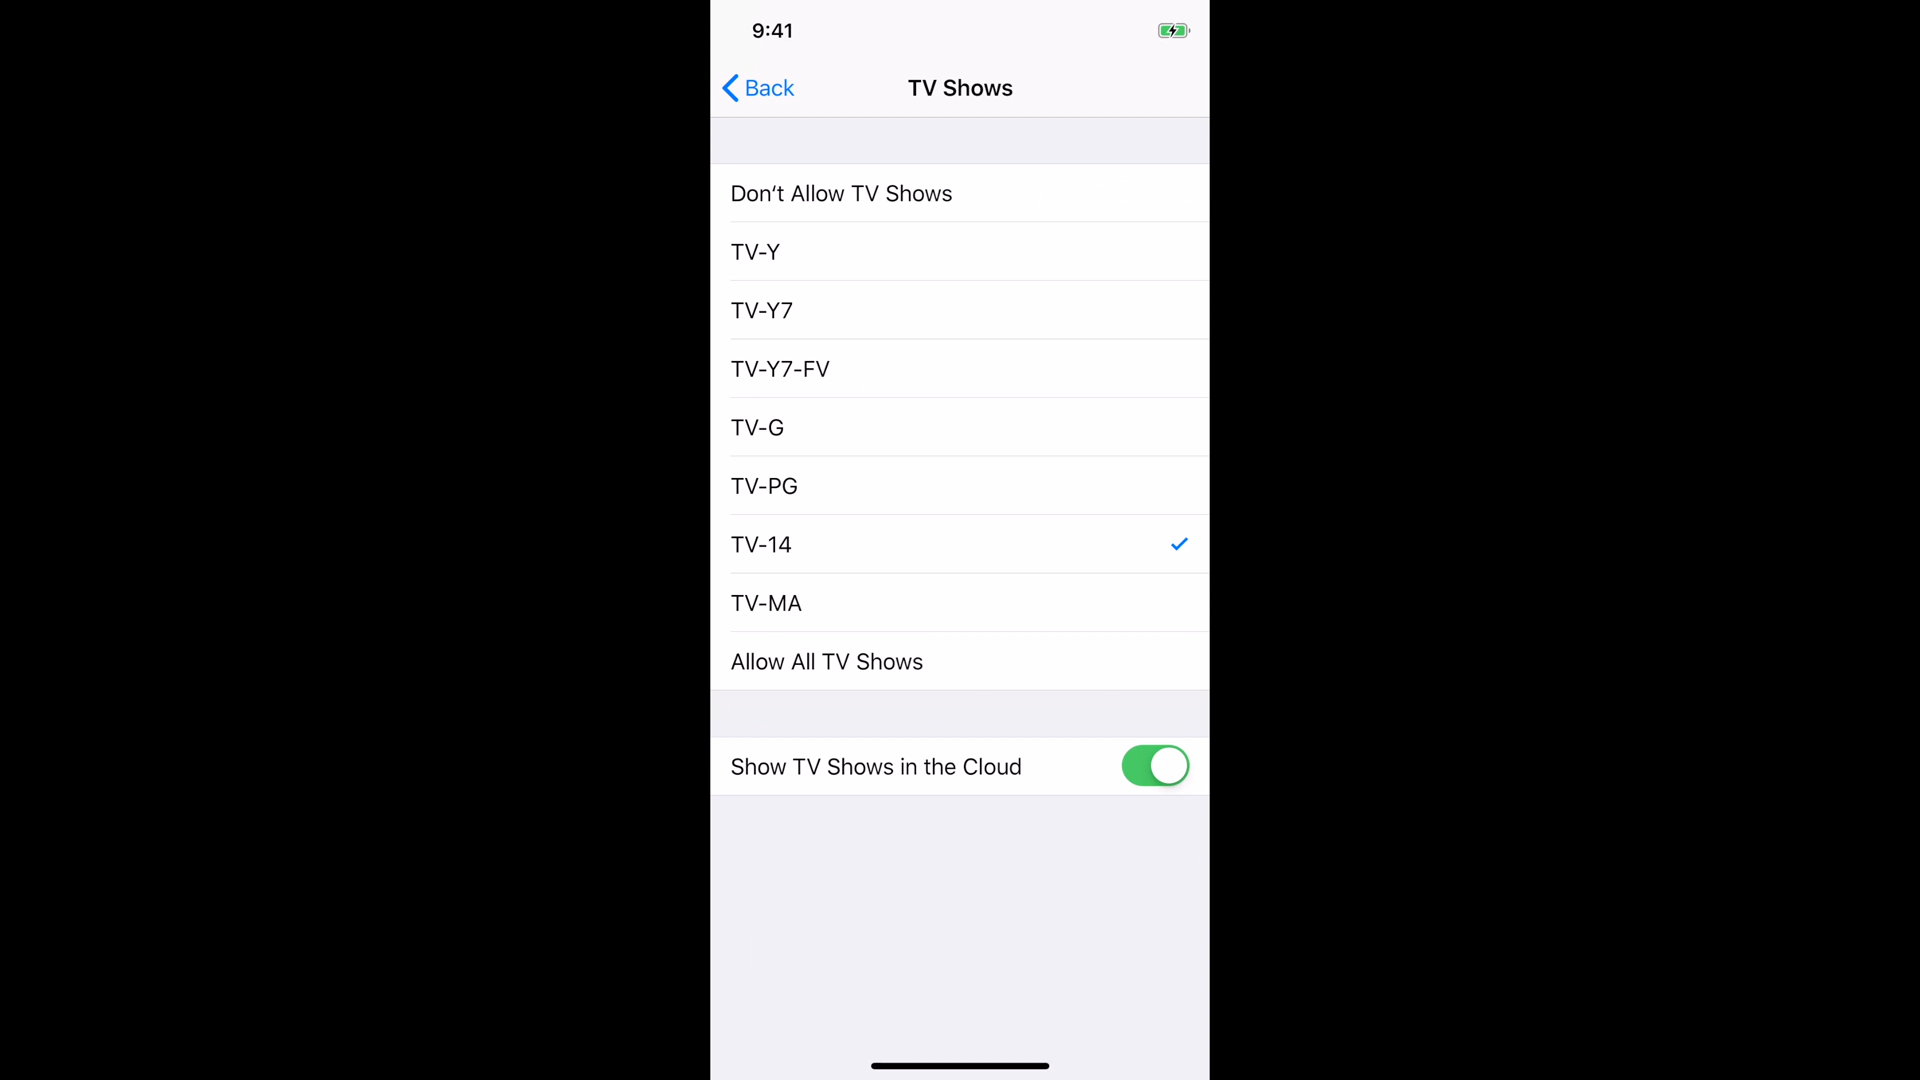 9:41
Back
TV Shows
Don‘t Allow TV Shows
TV-Y
TV-Y7
TV-Y7-FV
TV-G
TV-PG
TV-14
TV-MA
Allow All TV Shows
Show TV Shows in the Cloud